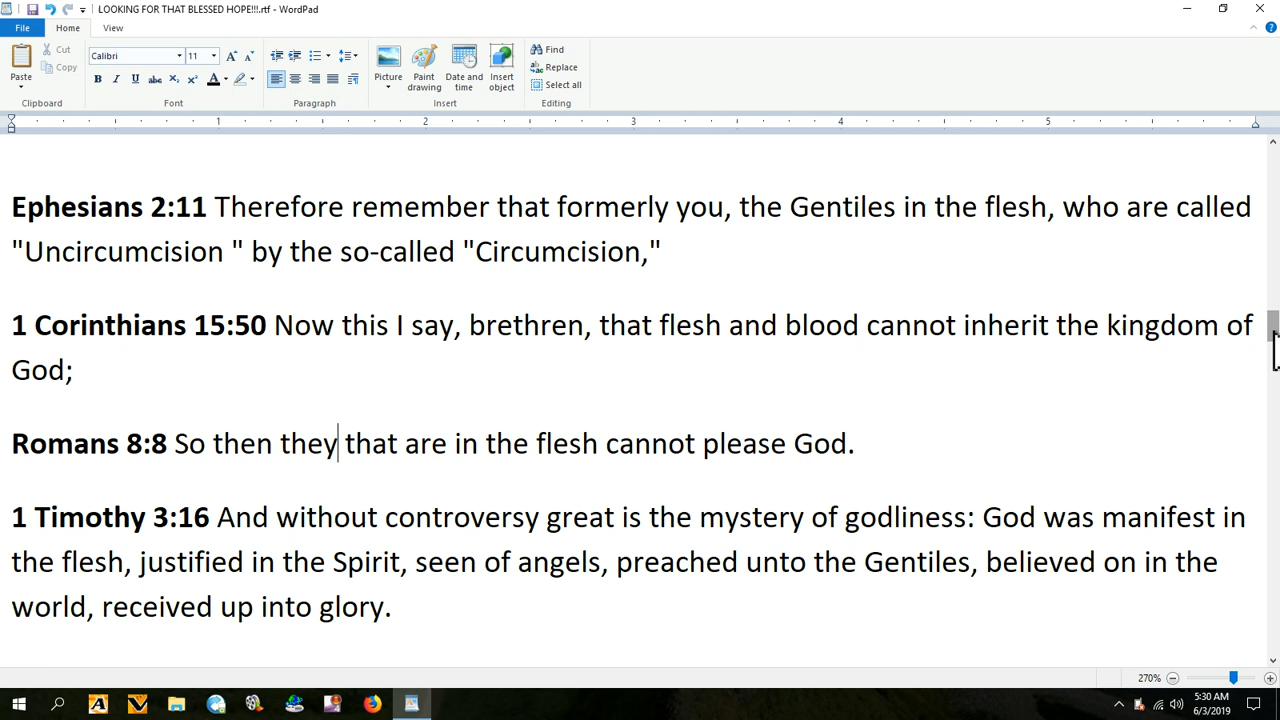 LOOKING FOR THAT BLESSED HOPE!!!.rtf - WordPad
File Home View
Paste
Cut
Copy
Clipboard
Calibri 11
Font
Paragraph
Picture
Paint drawing
Date and time
Insert object
Insert
Find
Replace
Select all
Editing
1 2 3 4 5
Ephesians 2:11 Therefore remember that formerly you, the Gentiles in the flesh, who are called
"Uncircumcision " by the so-called "Circumcision,"
1 Corinthians 15:50 Now this I say, brethren, that flesh and blood cannot inherit the kingdom of
God;
Romans 8:8 So then they that are in the flesh cannot please God.
1 Timothy 3:16 And without controversy great is the mystery of godliness: God was manifest in
the flesh, justified in the Spirit, seen of angels, preached unto the Gentiles, believed on in the
world, received up into glory.
270%
5:30 AM
6/3/2019